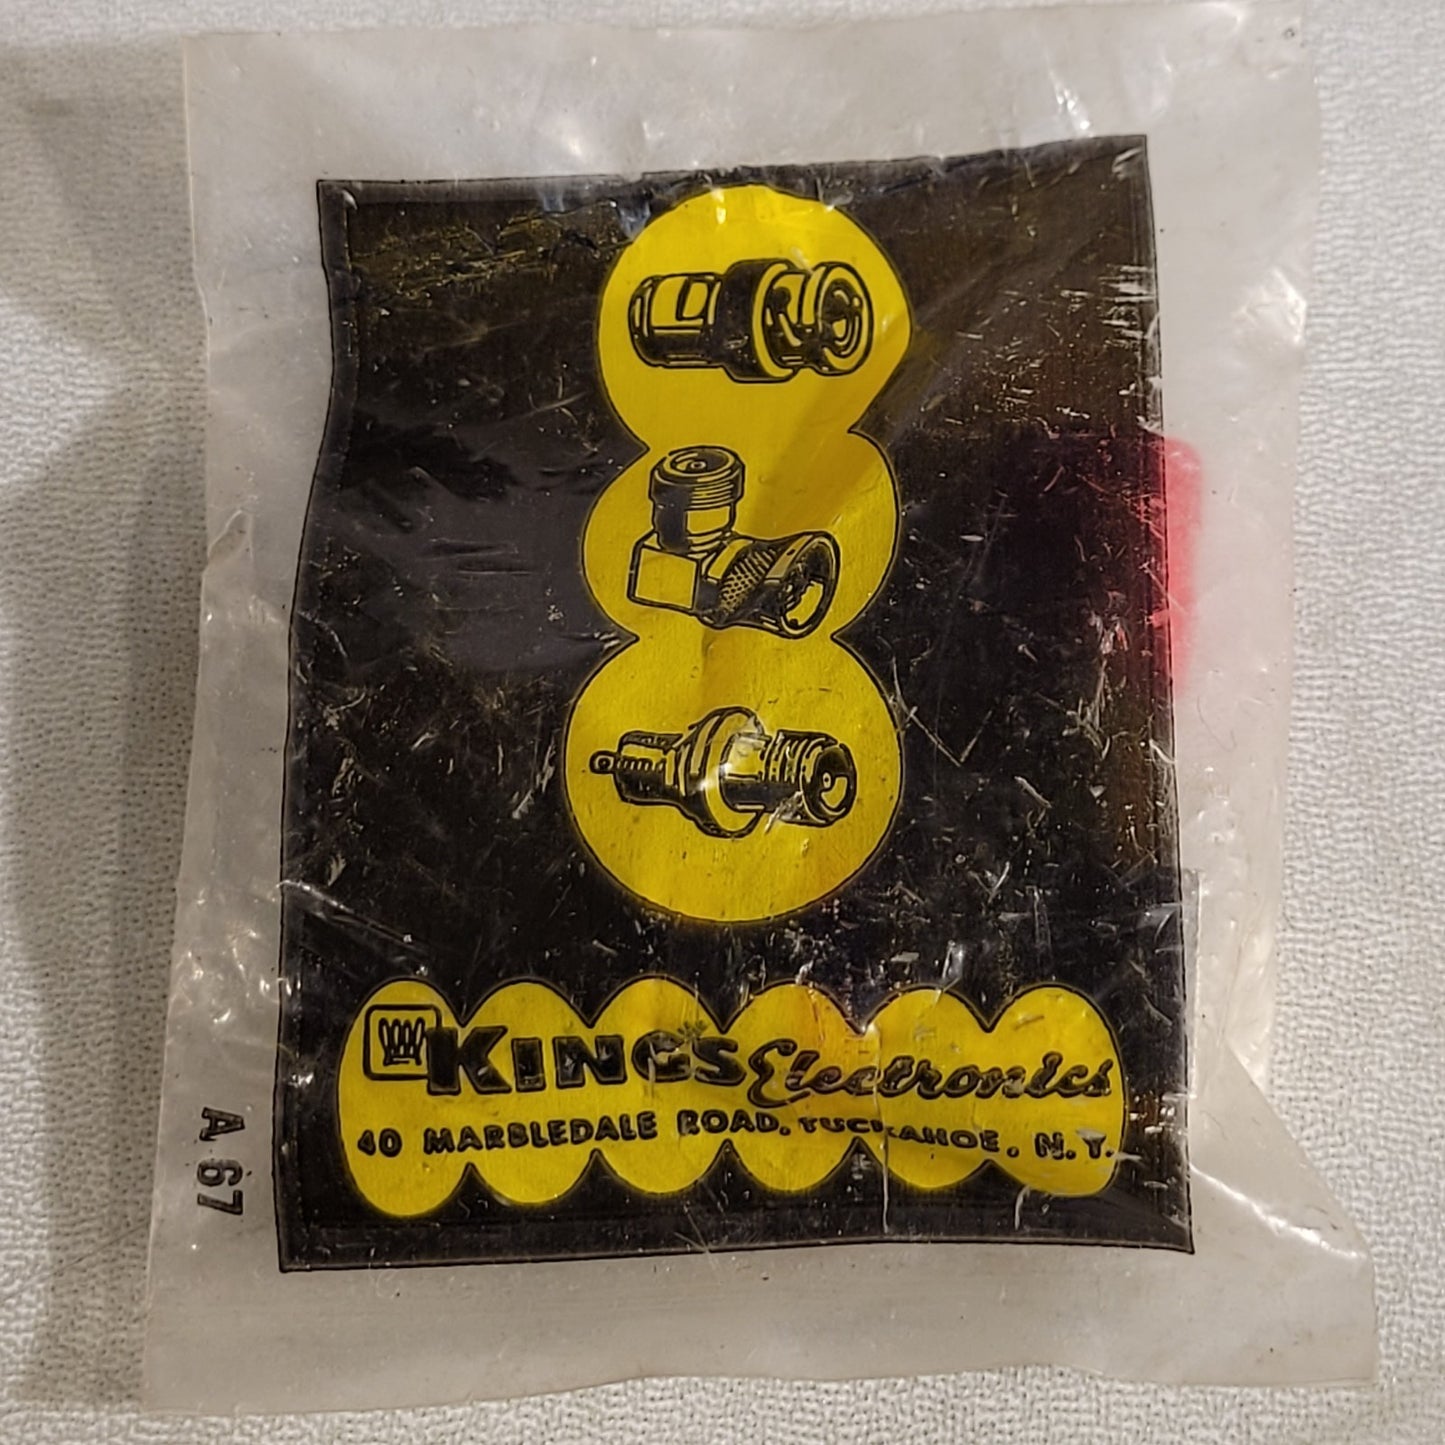 KINGS Electronics
40 MARBLEDALE ROAD, TUCKAHOE, N.Y.
A 67